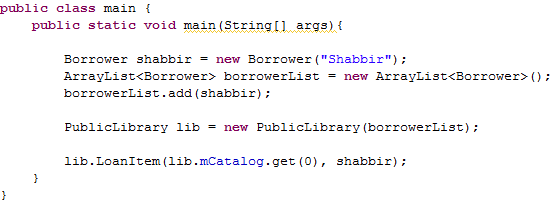 public class main {
    public static void main(String[] args){

        Borrower shabbir = new Borrower("Shabbir");
        ArrayList<Borrower> borrowerList = new ArrayList<Borrower>();
        borrowerList.add(shabbir);

        PublicLibrary lib = new PublicLibrary(borrowerList);

        lib.LoanItem(lib.mCatalog.get(0), shabbir);
    }
}